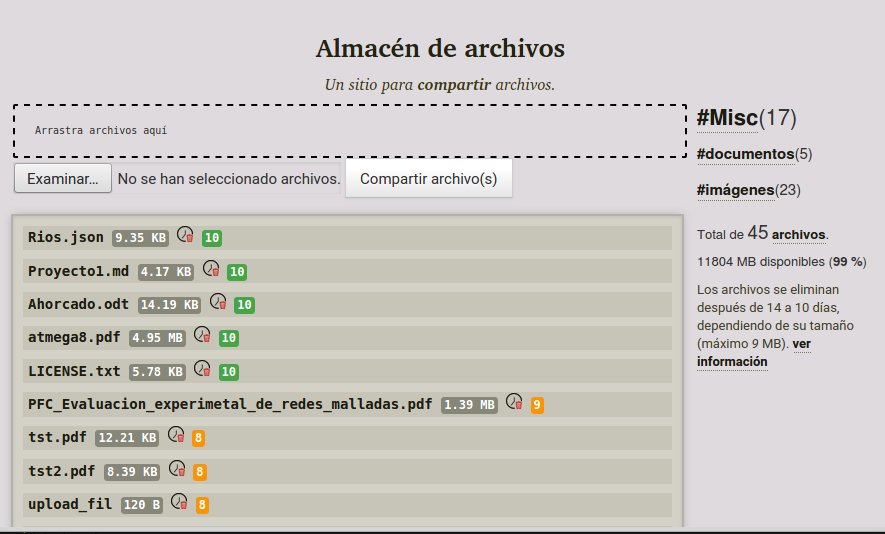 Almacén de archivos
Un sitio para compartir archivos.
Arrastra archivos aquí
Examinar... No se han seleccionado archivos. Compartir archivo(s)
Rios.json 9.35 KB 10
Proyecto1.md 4.17 KB 10
Ahorcado.odt 14.19 KB 10
atmega8.pdf 4.95 MB 10
LICENSE.txt 5.78 KB 10
PFC_Evaluacion_experimetal_de_redes_malladas.pdf 1.39 MB 9
tst.pdf 12.21 KB 8
tst2.pdf 8.39 KB 8
upload_fil 120 B 8
#Misc(17)
#documentos(5)
#imágenes(23)
Total de 45 archivos.
11804 MB disponibles (99 %)
Los archivos se eliminan
después de 14 a 10 días,
dependiendo de su tamaño
(máximo 9 MB). ver
información